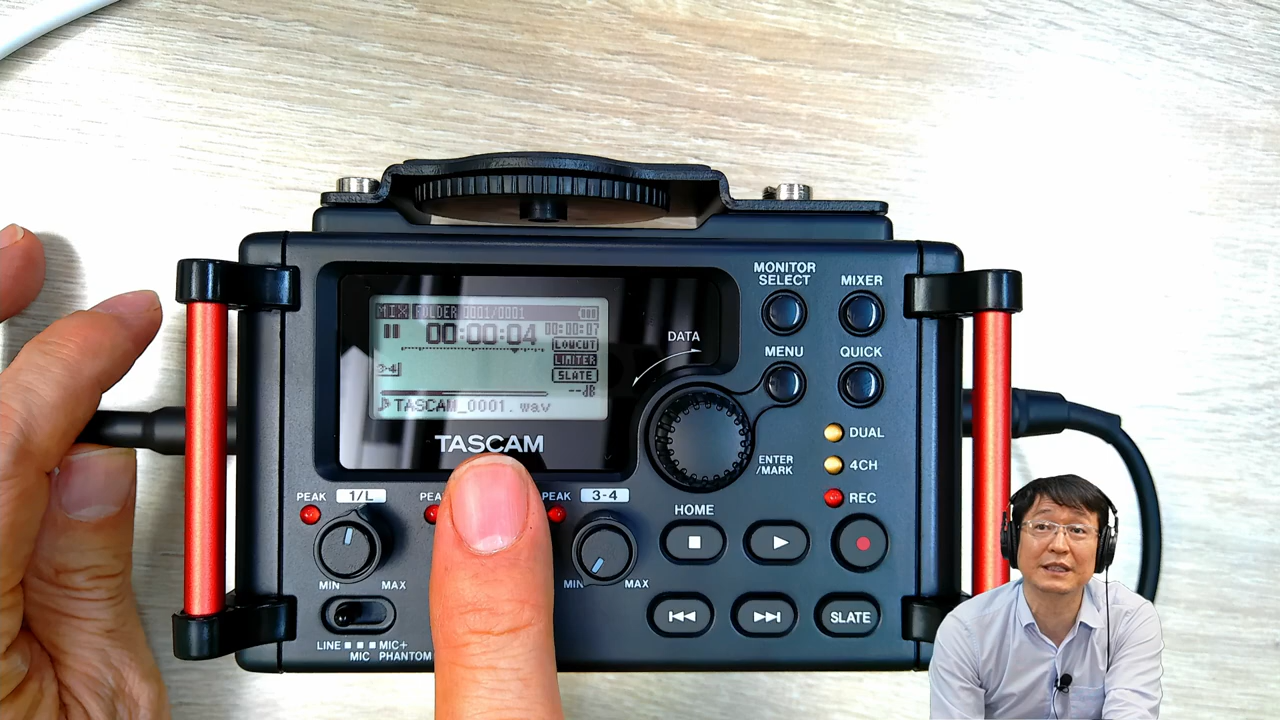 MONITOR
SELECT
MIXER
MIX FOLDER 0001/0001
00:00:04
00:00:07
LOWCUT
LIMITER
SLATE
3-4
--dB
TASCAM_0001.wav
DATA
MENU
QUICK
TASCAM
ENTER
/MARK
DUAL
4CH
REC
PEAK
1/L
PEAK
3-4
HOME
MIN
MAX
MIN
MAX
SLATE
LINE
MIC+
MIC
PHANTOM